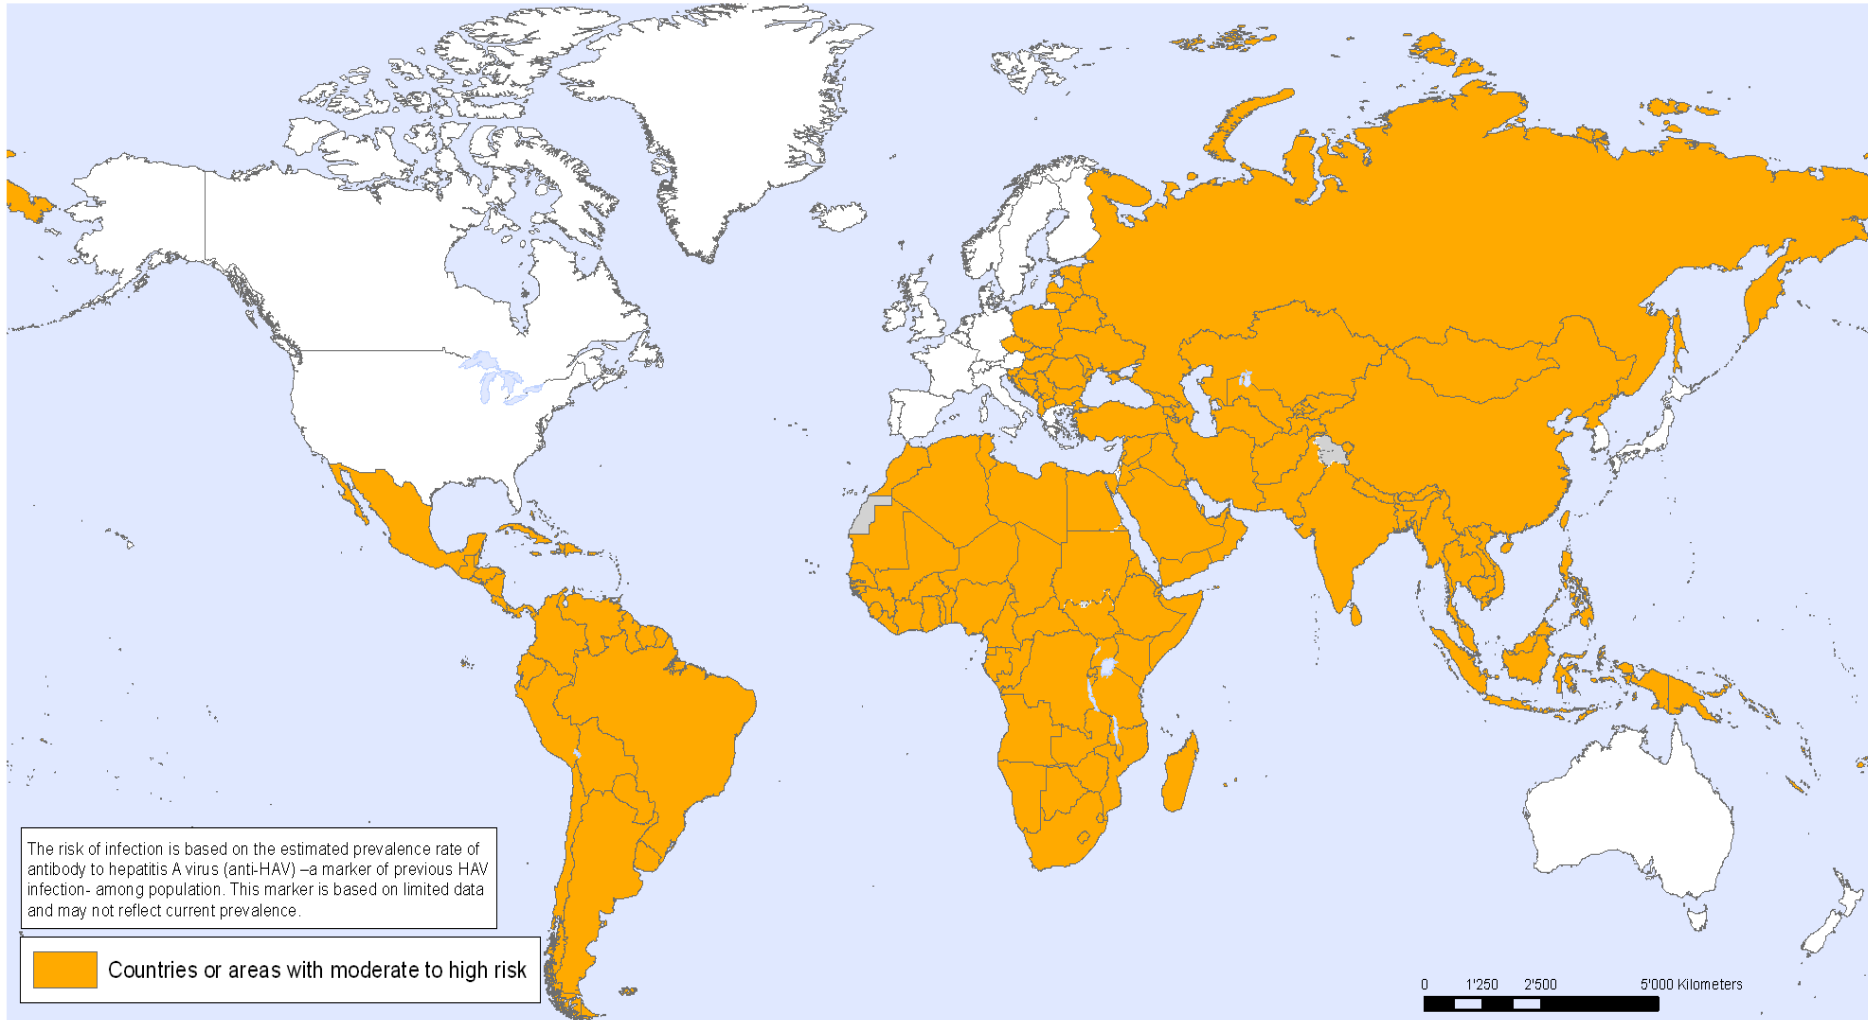 The risk of infection is based on the estimated prevalence rate of
antibody to hepatitis A virus (anti-HAV) –a marker of previous HAV
infection- among population. This marker is based on limited data
and may not reflect current prevalence.
Countries or areas with moderate to high risk
0 1'250 2'500 5'000 Kilometers